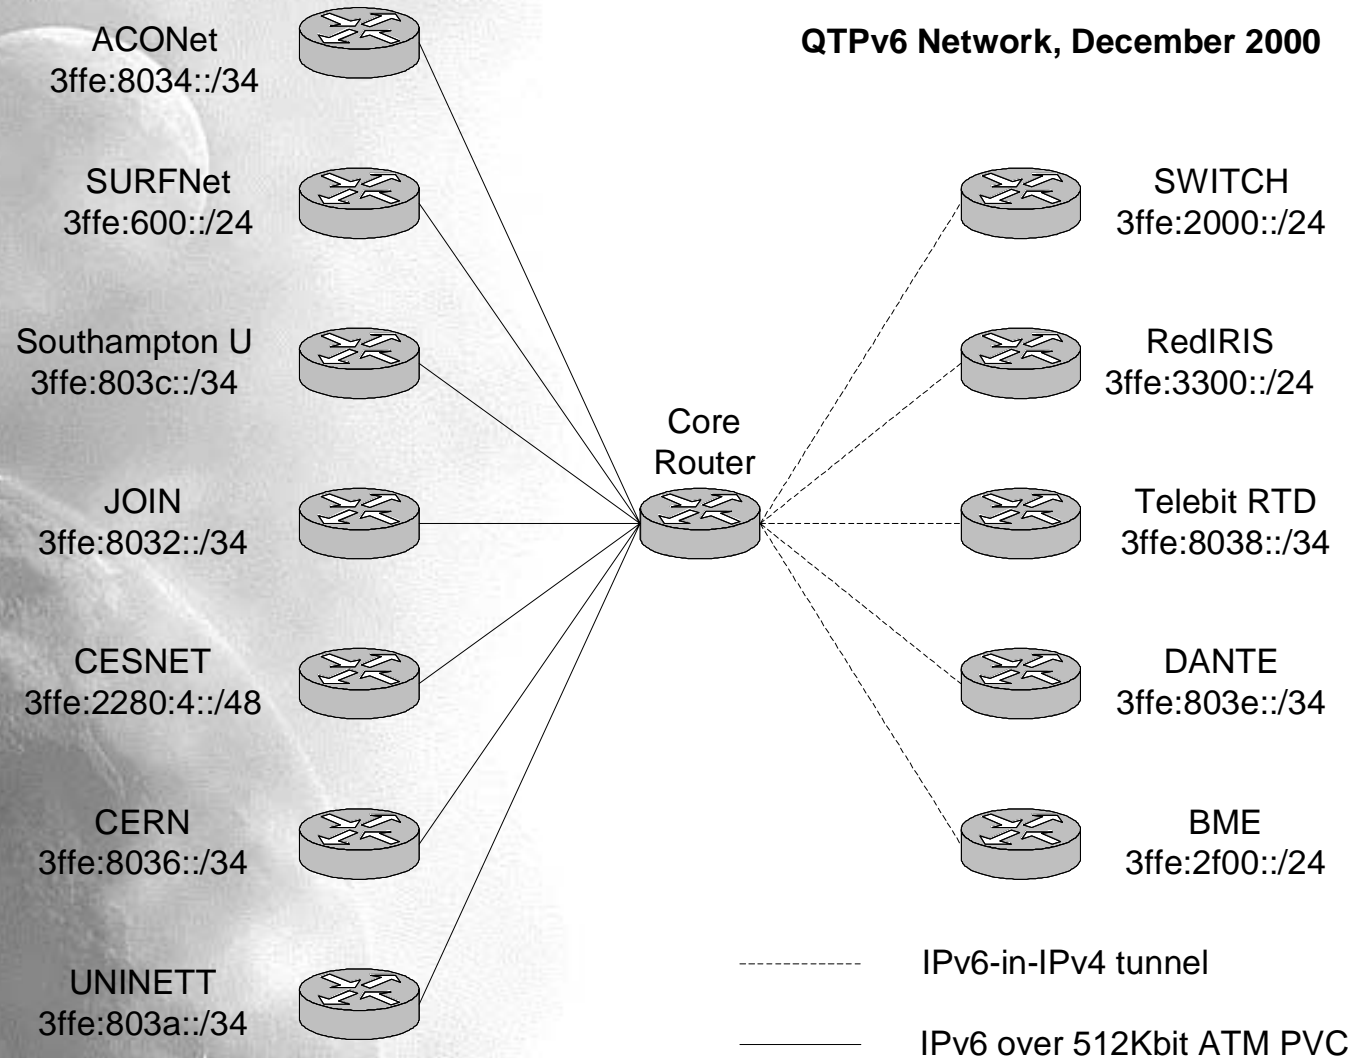 QTPv6 Network, December 2000
ACONet
3ffe:8034::/34
SURFNet
3ffe:600::/24
Southampton U
3ffe:803c::/34
JOIN
3ffe:8032::/34
CESNET
3ffe:2280:4::/48
CERN
3ffe:8036::/34
UNINETT
3ffe:803a::/34
Core
Router
SWITCH
3ffe:2000::/24
RedIRIS
3ffe:3300::/24
Telebit RTD
3ffe:8038::/34
DANTE
3ffe:803e::/34
BME
3ffe:2f00::/24
IPv6-in-IPv4 tunnel
IPv6 over 512Kbit ATM PVC